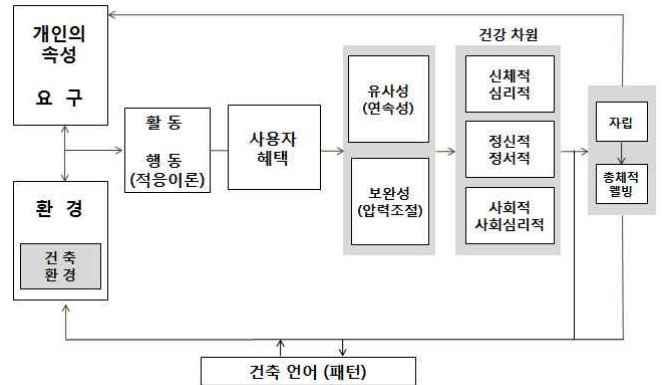 개인의
속성
요 구
환 경
건 축
환 경
활 동
행 동
(적응이론)
사용자
혜택
유사성
(연속성)
보완성
(압력조절)
건강 차원
신체적
심리적
정신적
정서적
사회적
사회심리적
자립
총체적
웰빙
건축 언어 (패턴)